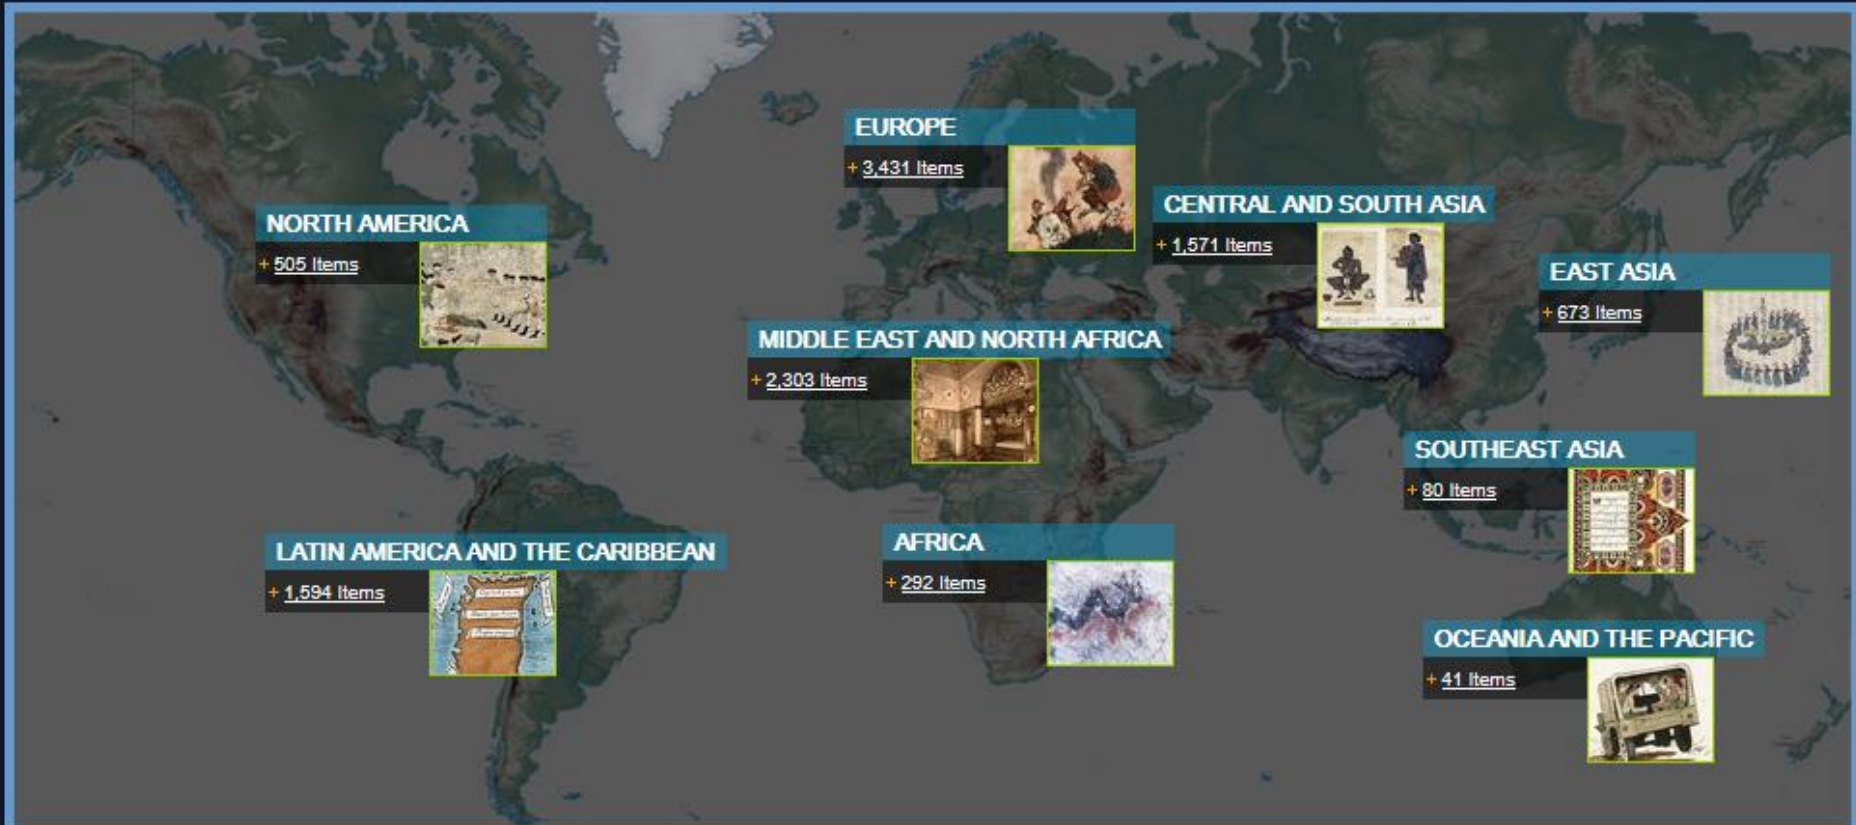 EUROPE
+ 3,431 Items
CENTRAL AND SOUTH ASIA
+ 1,571 Items
NORTH AMERICA
+ 505 Items
EAST ASIA
+ 673 Items
MIDDLE EAST AND NORTH AFRICA
+ 2,303 Items
SOUTHEAST ASIA
+ 80 Items
LATIN AMERICA AND THE CARIBBEAN
+ 1,594 Items
AFRICA
+ 292 Items
OCEANIA AND THE PACIFIC
+ 41 Items